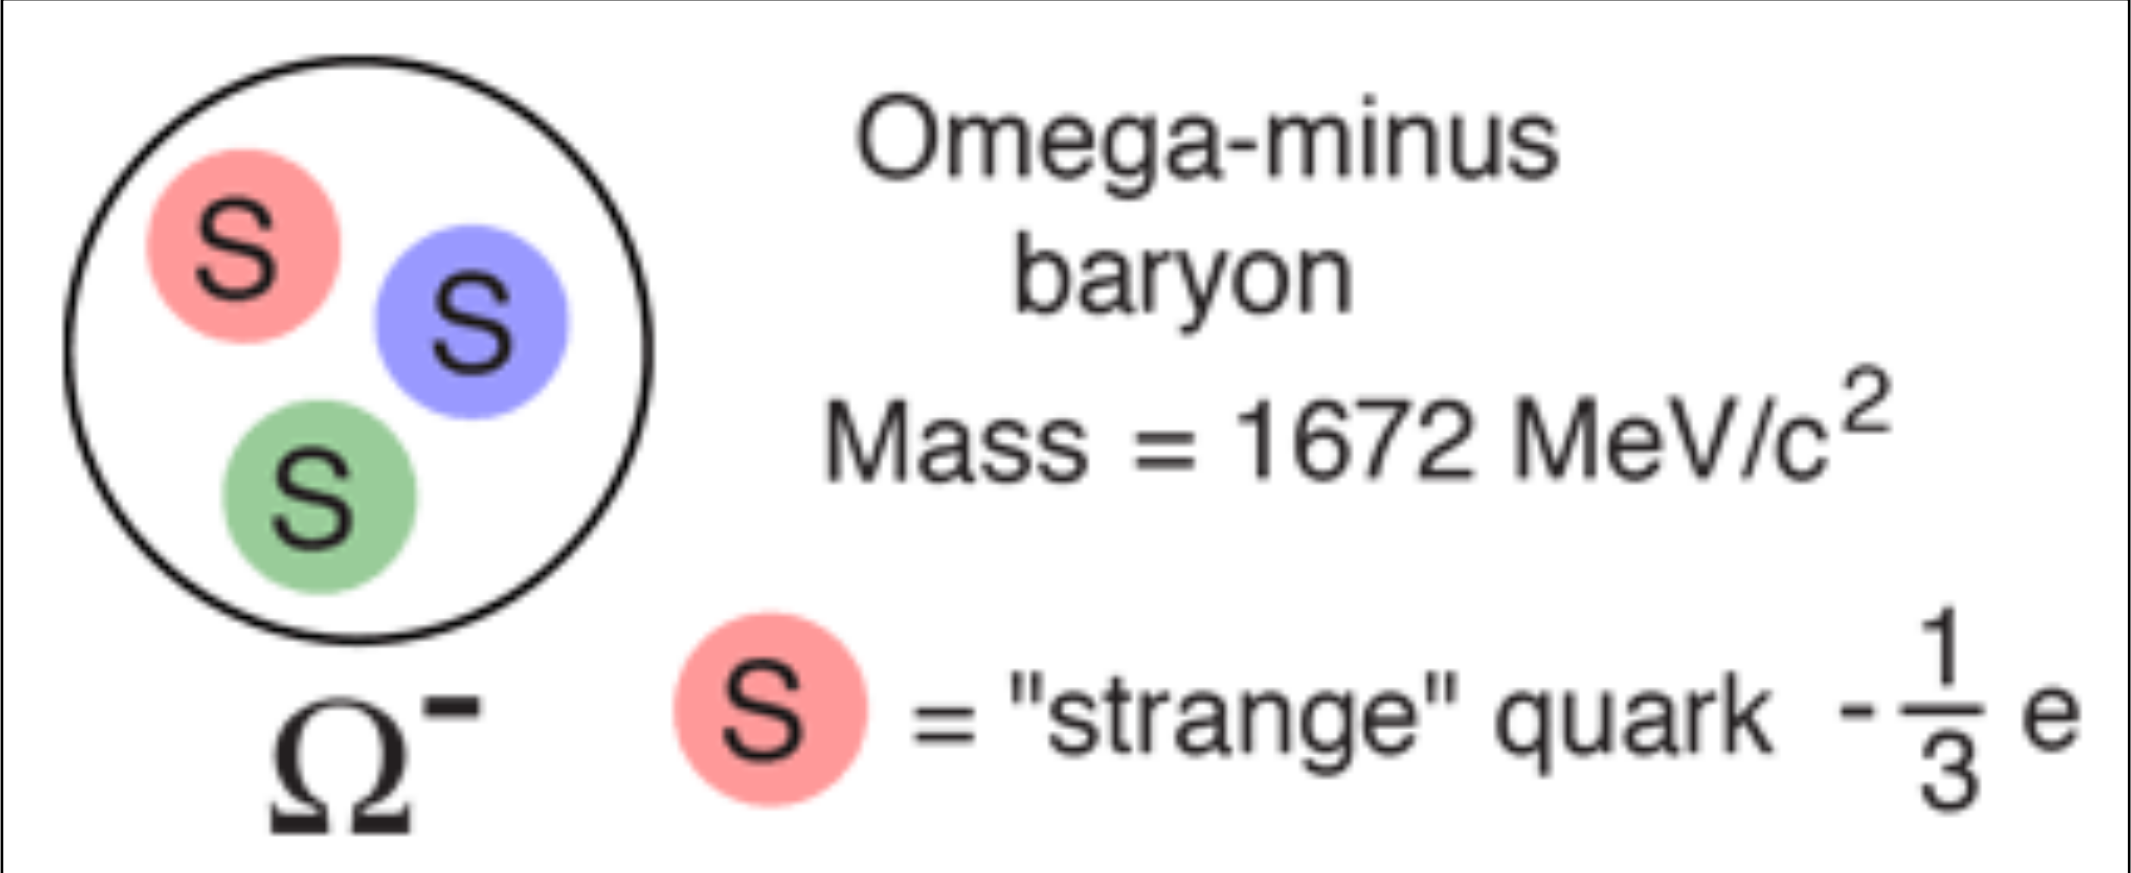 S
S
S
Ω⁻
Omega-minus
baryon
Mass = 1672 MeV/c²
S = "strange" quark -1/3 e